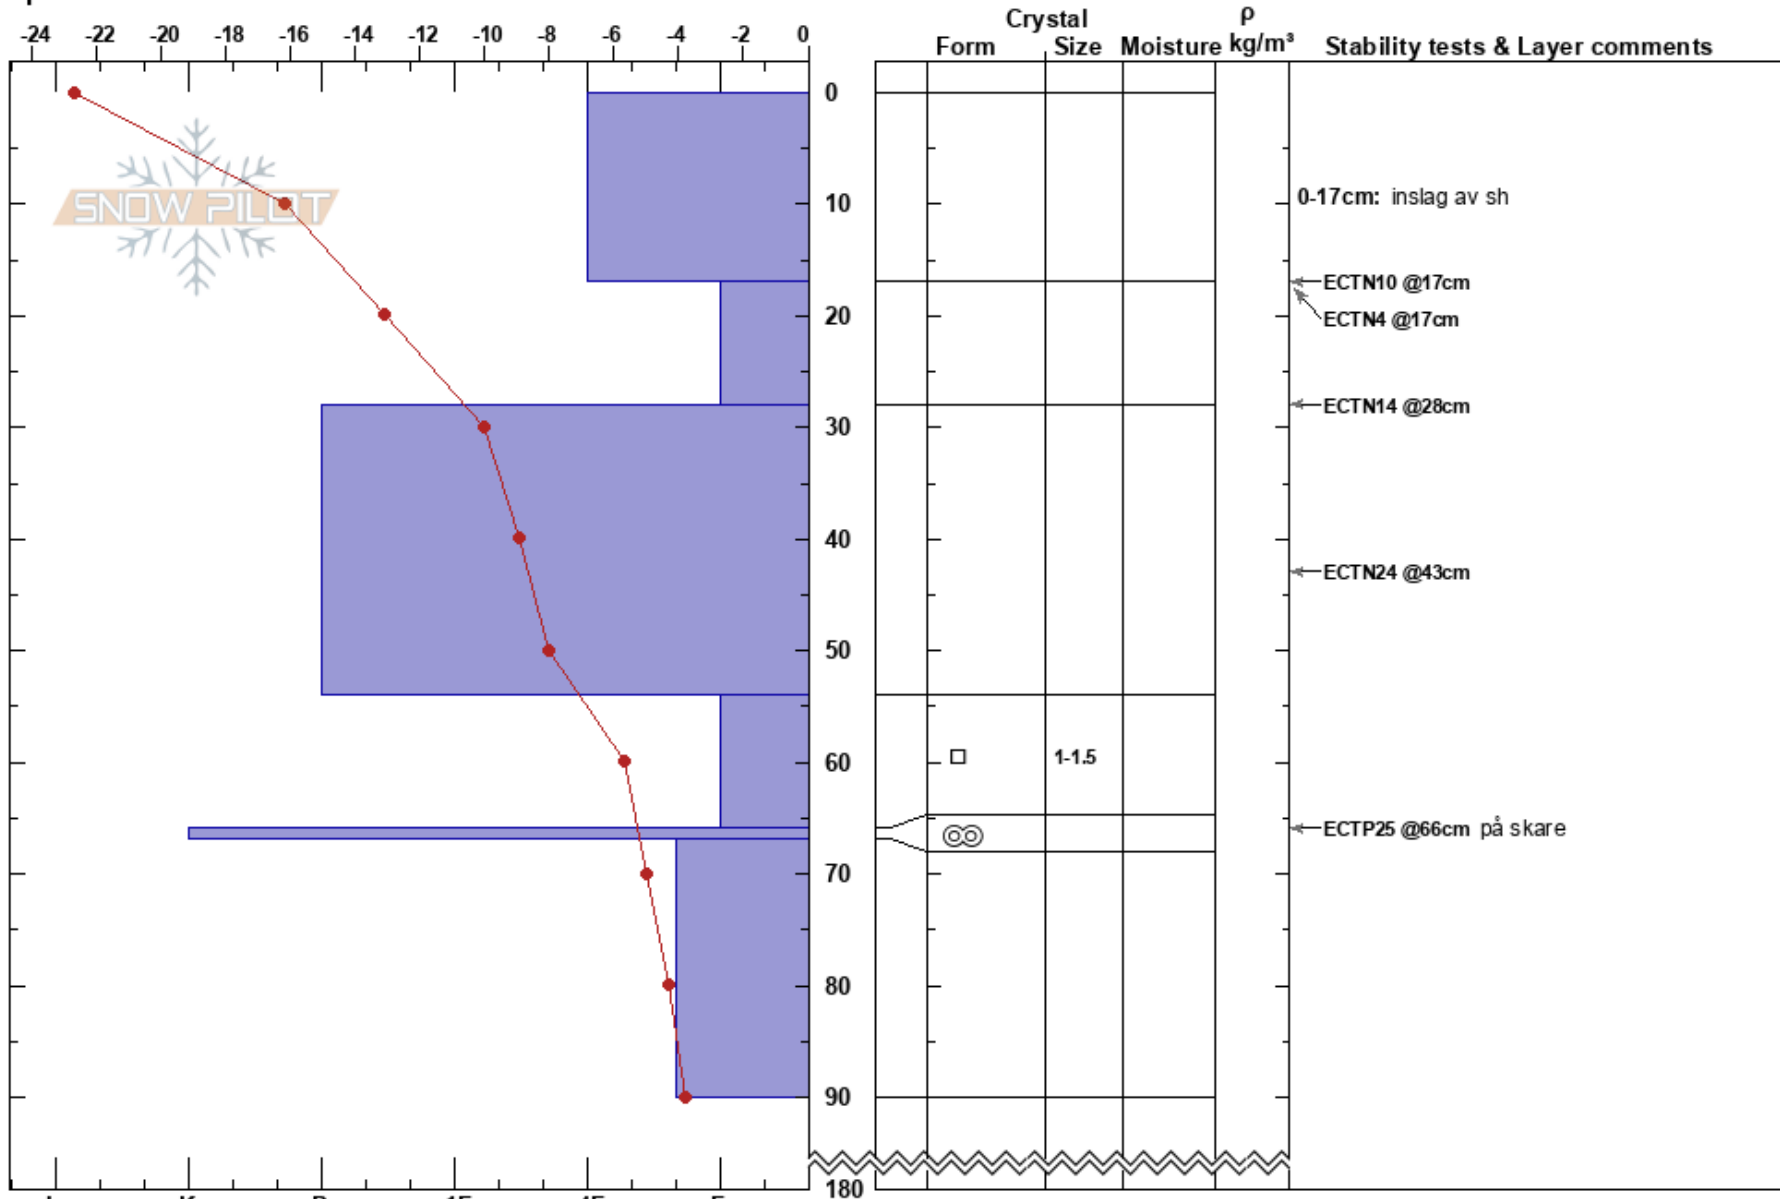 Crystal ρ
-24 -22 -20 -18 -16 -14 -12 -10 -8 -6 -4 -2 0
Form Size Moisture kg/m³ Stability tests & Layer comments
0
SNOW PILOT
10
0-17cm: inslag av sh
ECTN10 @17cm
20
ECTN4 @17cm
ECTN14 @28cm
30
40
ECTN24 @43cm
50
60
1-1.5
ECTP25 @66cm på skare
70
80
90
180